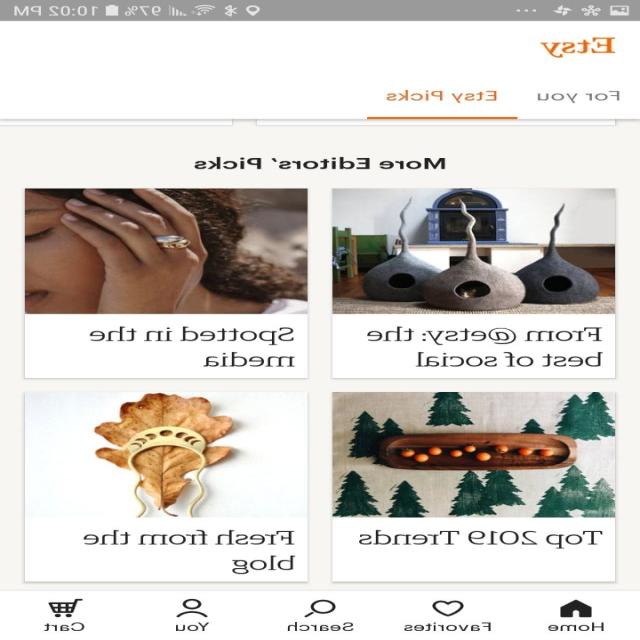 97% 10:02 PM
Etsy
For you Etsy Picks
More Editors' Picks
From @etsy: the
best of social
Spotted in the
media
Top 2019 Trends
Fresh from the
blog
Home Favorites Search You Cart